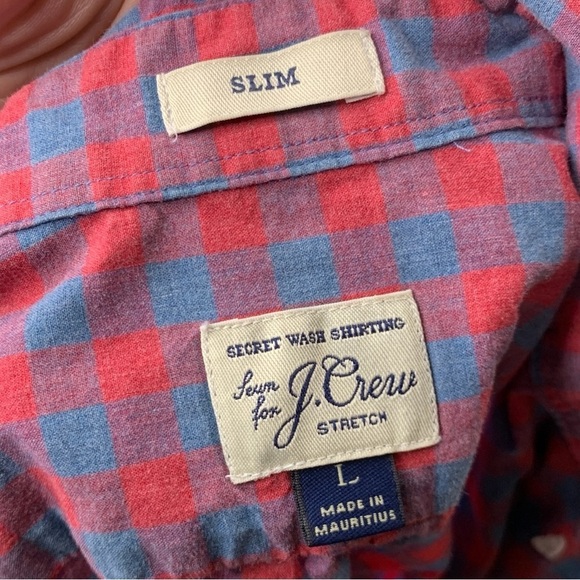 SLIM
SECRET WASH SHIRTING
Sewn for J.Crew
STRETCH
L
MADE IN
MAURITIUS